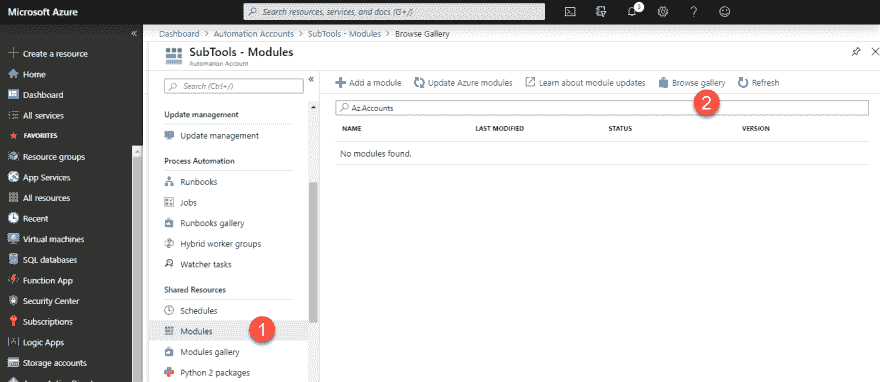 Microsoft Azure
Search resources, services, and docs (G+/)
3
«
Dashboard > Automation Accounts > SubTools - Modules > Browse Gallery
Create a resource
Home
Dashboard
All services
FAVORITES
Resource groups
App Services
All resources
Recent
Virtual machines
SQL databases
Function App
Security Center
Subscriptions
Logic Apps
Storage accounts
SubTools - Modules
Automation Account
Search (Ctrl+/)
«
Update management
Update management
Process Automation
Runbooks
Jobs
Runbooks gallery
Hybrid worker groups
Watcher tasks
Shared Resources
Schedules
Modules
1
Modules gallery
Python 2 packages
Add a module
Update Azure modules
Learn about module updates
Browse gallery
Refresh
2
Az.Accounts
NAME LAST MODIFIED STATUS VERSION
No modules found.